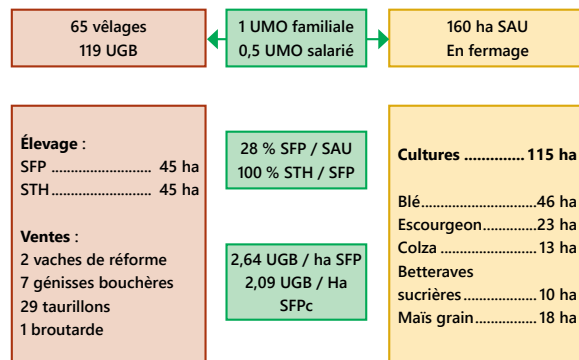 65 vêlages
119 UGB
1 UMO familiale
0,5 UMO salarié
160 ha SAU
En fermage
Élevage :
SFP ........................... 45 ha
STH ........................... 45 ha
Ventes :
2 vaches de réforme
7 génisses bouchères
29 taurillons
1 broutarde
28 % SFP / SAU
100 % STH / SFP
2,64 UGB / ha SFP
2,09 UGB / Ha
SFPc
Cultures ............... 115 ha
Blé........................... 46 ha
Escourgeon............ 23 ha
Colza ...................... 13 ha
Betteraves
sucrières ................ 10 ha
Maïs grain.............. 18 ha